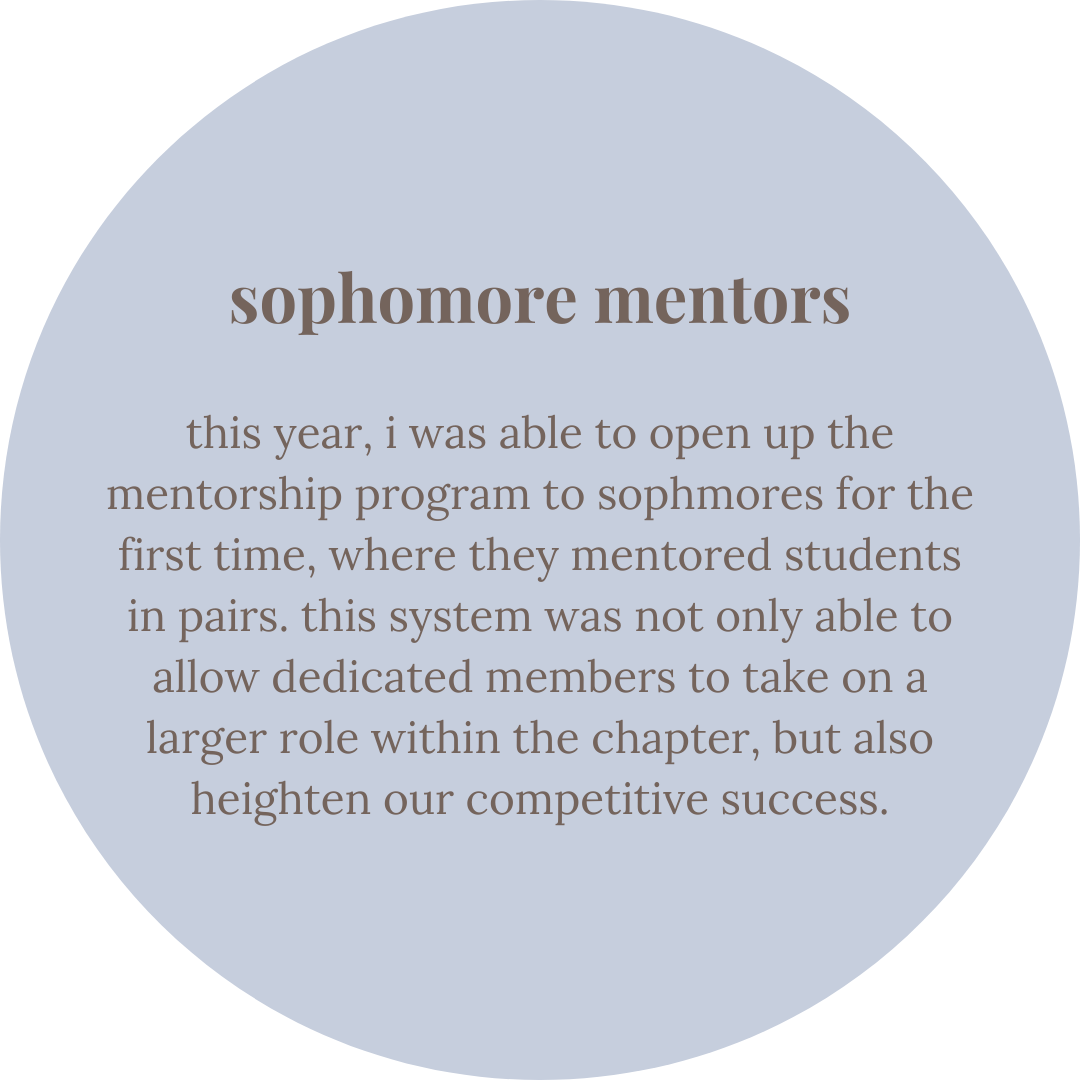 sophomore mentors
this year, i was able to open up the
mentorship program to sophmores for the
first time, where they mentored students
in pairs. this system was not only able to
allow dedicated members to take on a
larger role within the chapter, but also
heighten our competitive success.